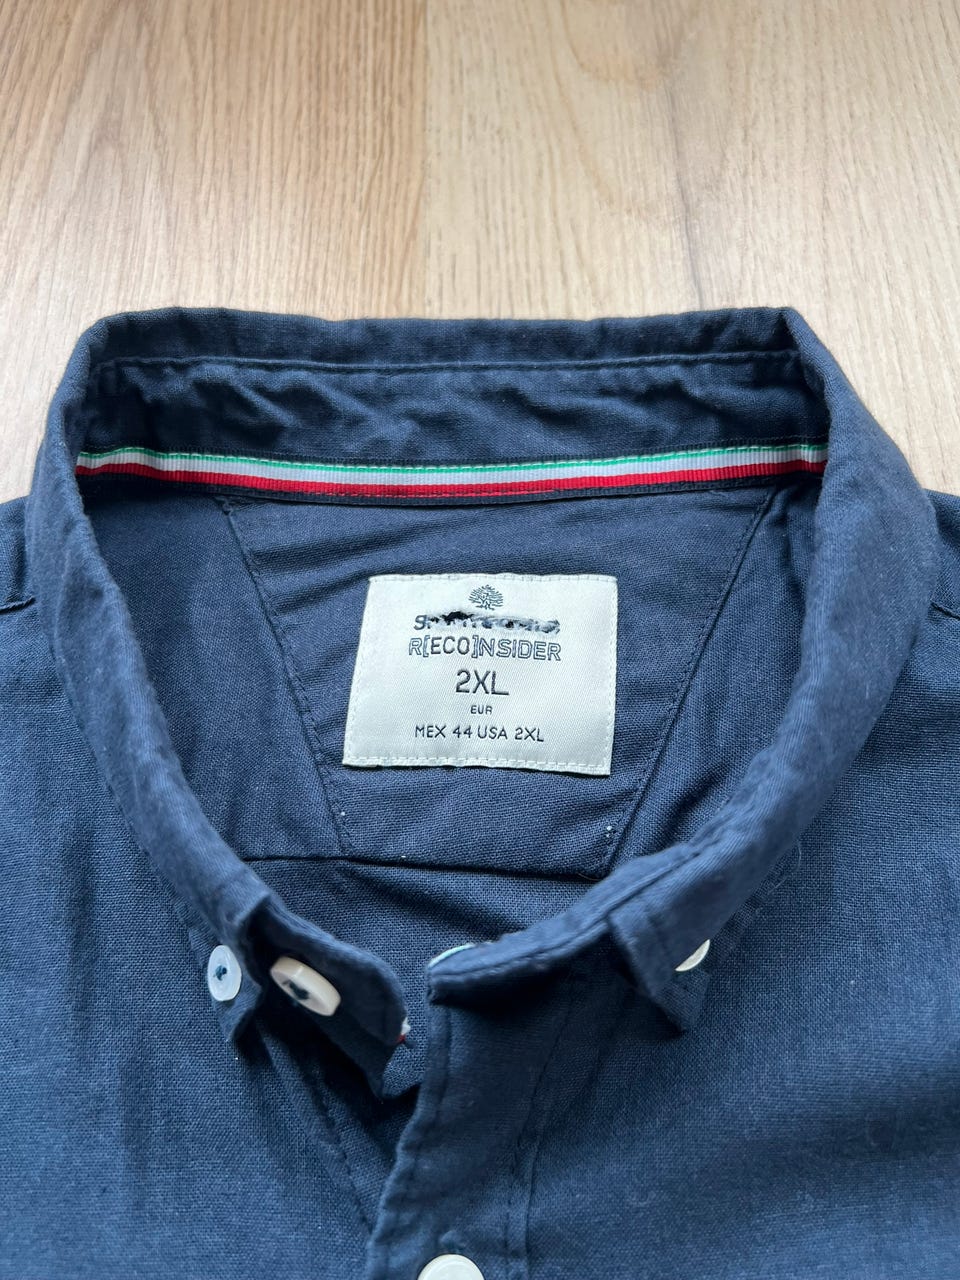 R[ECO]NSIDER
2XL
EUR
MEX 44 USA 2XL